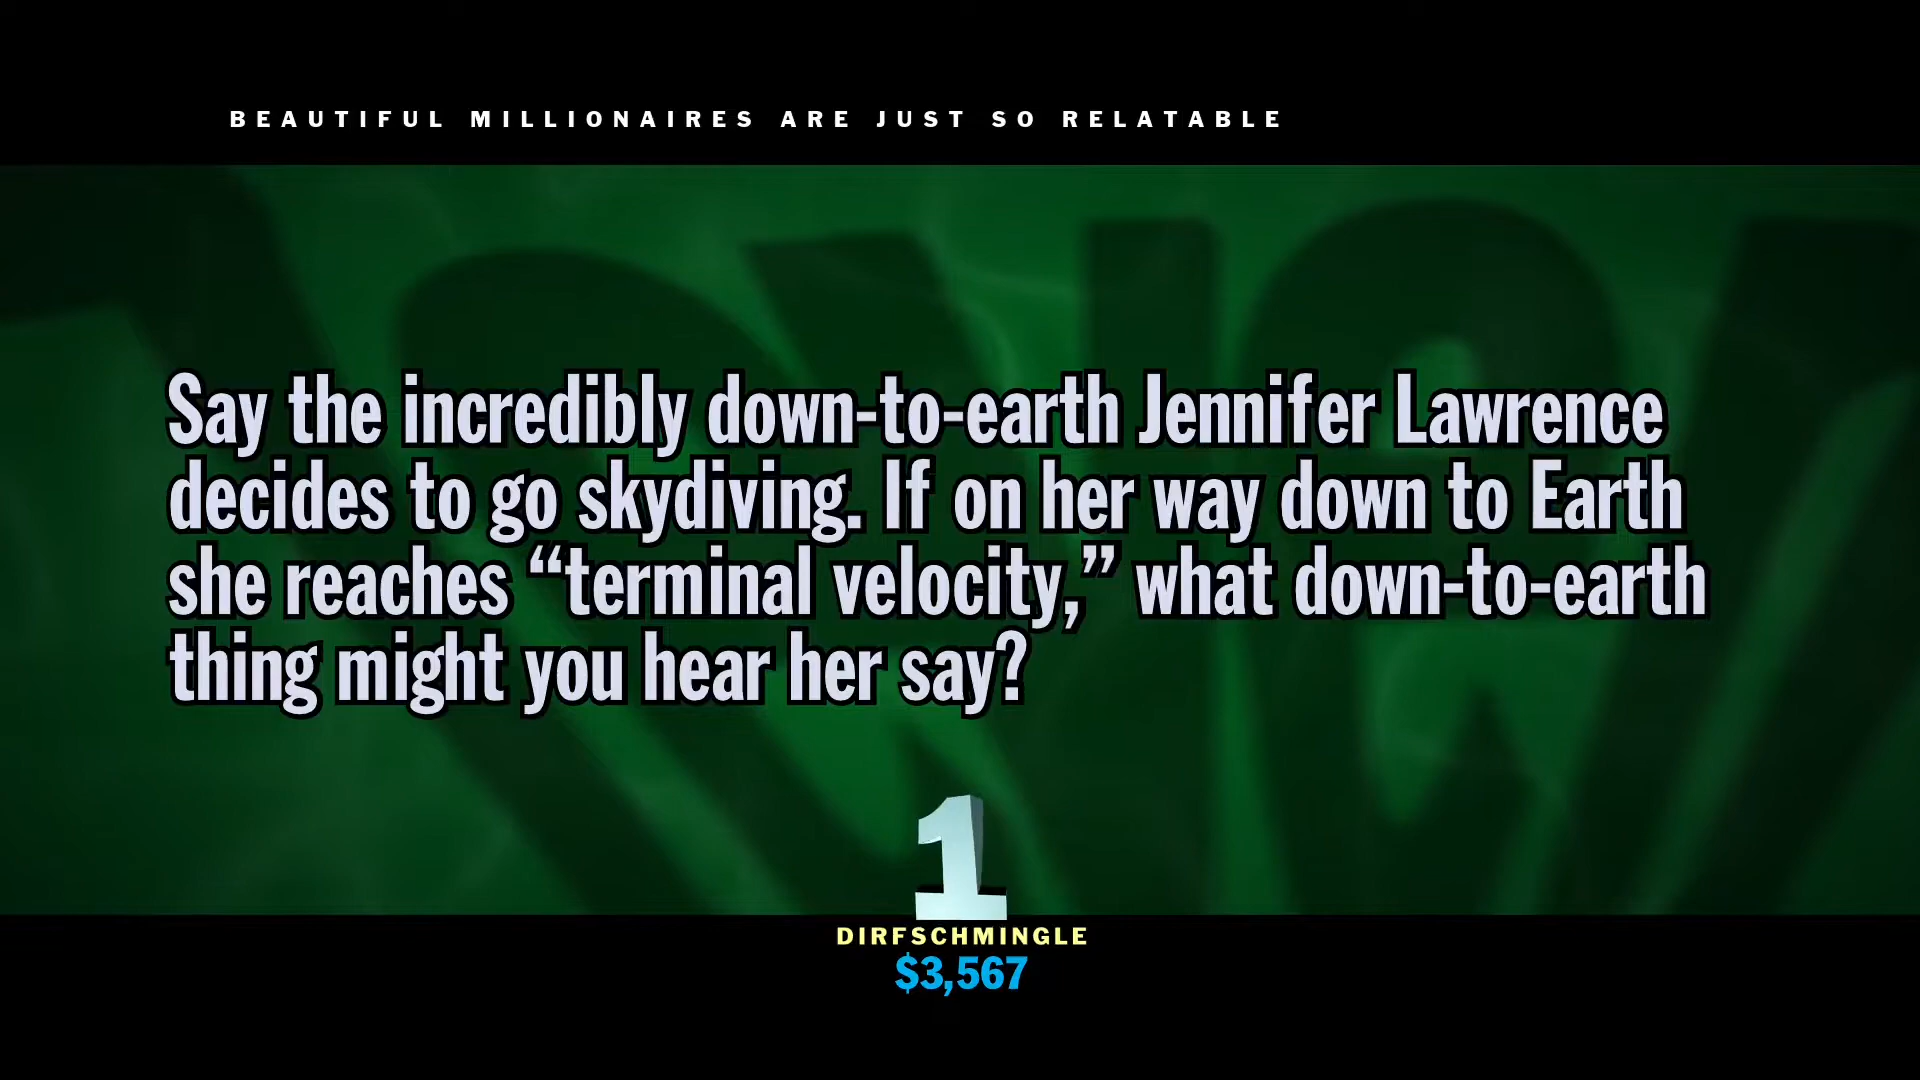 BEAUTIFUL MILLIONAIRES ARE JUST SO RELATABLE
Say the incredibly down-to-earth Jennifer Lawrence
decides to go skydiving. If on her way down to Earth
she reaches “terminal velocity,” what down-to-earth
thing might you hear her say?
1
DIRFSCHMINGLE
$3,567